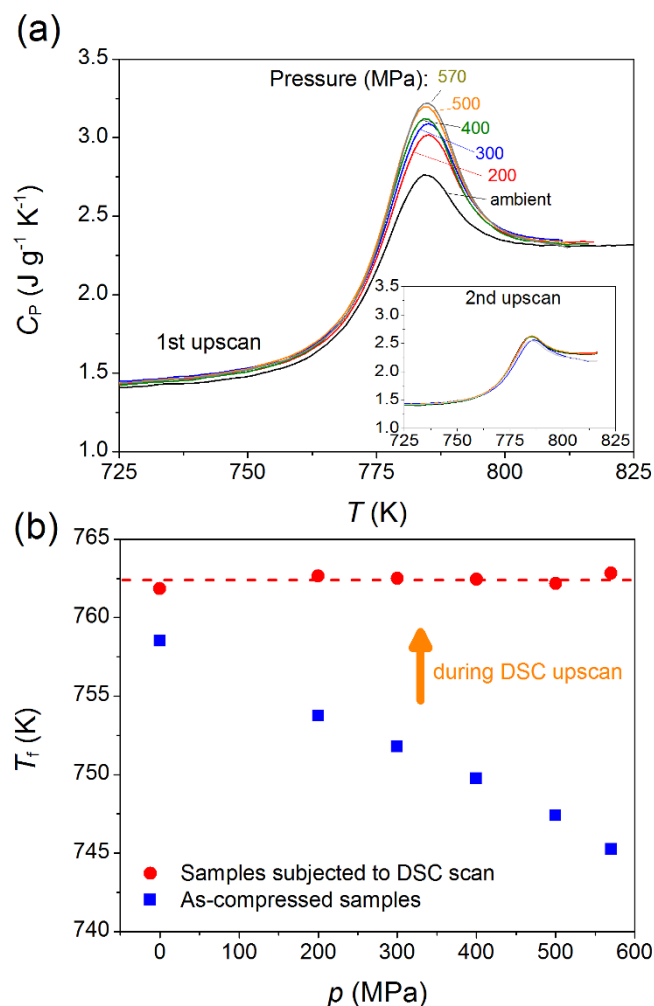 (a)
3.5
3.0
2.5
2.0
1.5
1.0
C_P (J g⁻¹ K⁻¹)
Pressure (MPa):
570
500
400
300
200
ambient
1st upscan
2nd upscan
3.5
3.0
2.5
2.0
1.5
1.0
725 750 775 800 825
725 750 775 800 825
T (K)
(b)
765
760
755
750
745
740
T_f (K)
during DSC upscan
Samples subjected to DSC scan
As-compressed samples
0 100 200 300 400 500 600
p (MPa)